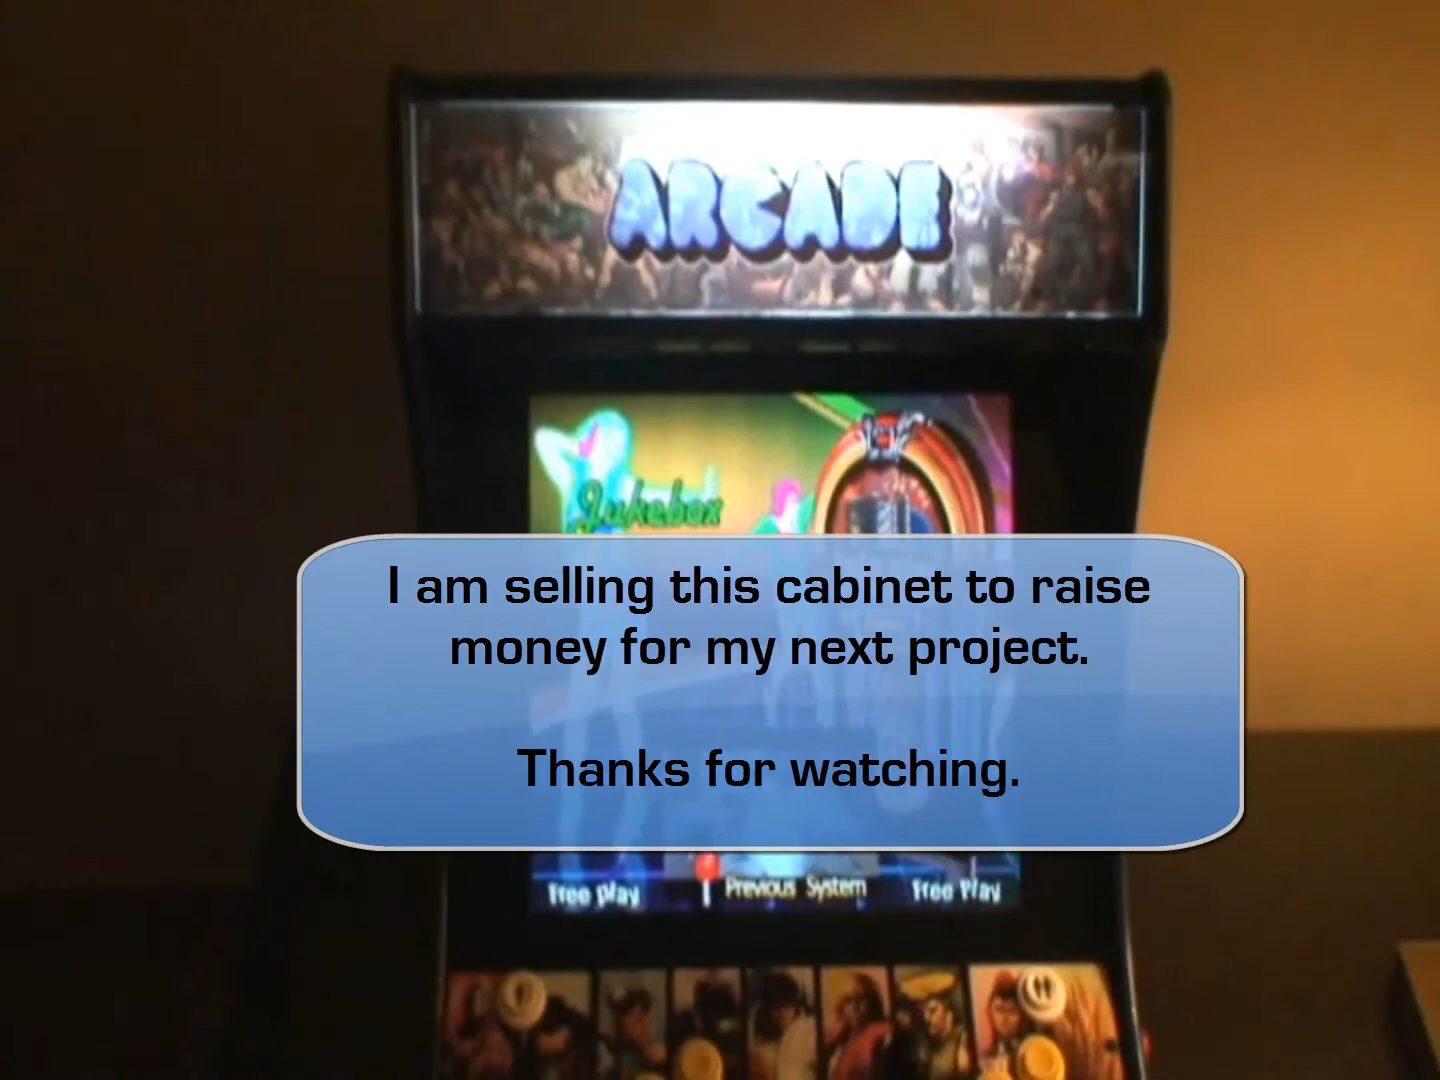 ARCADE
Jukebox
I am selling this cabinet to raise
money for my next project.
Thanks for watching.
Free Play
Previous System
Free Play